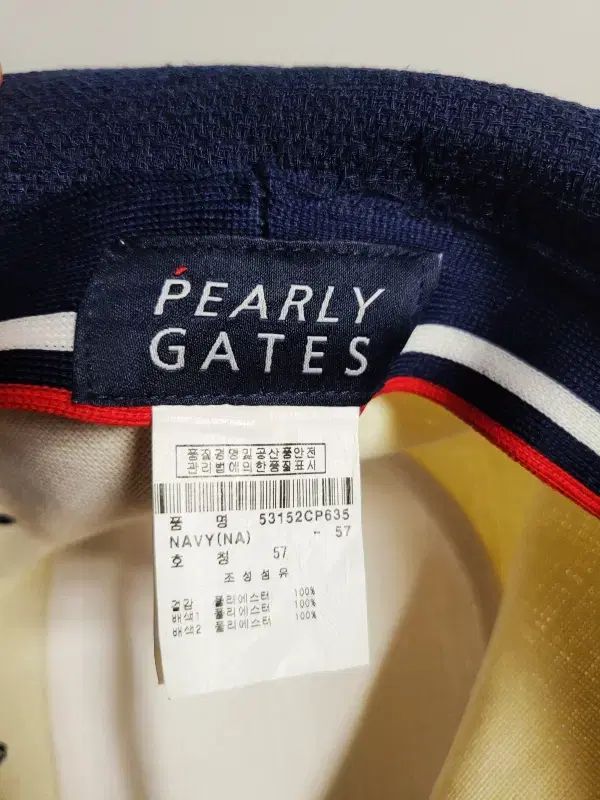 PEARLY
GATES
품질경영및공산품안전
관리법에의한품질표시
품 명 53152CP635
NAVY(NA) - 57
호 칭 57
조성섬유
겉감 폴리에스터 100%
배색1 폴리에스터 100%
배색2 폴리에스터 100%